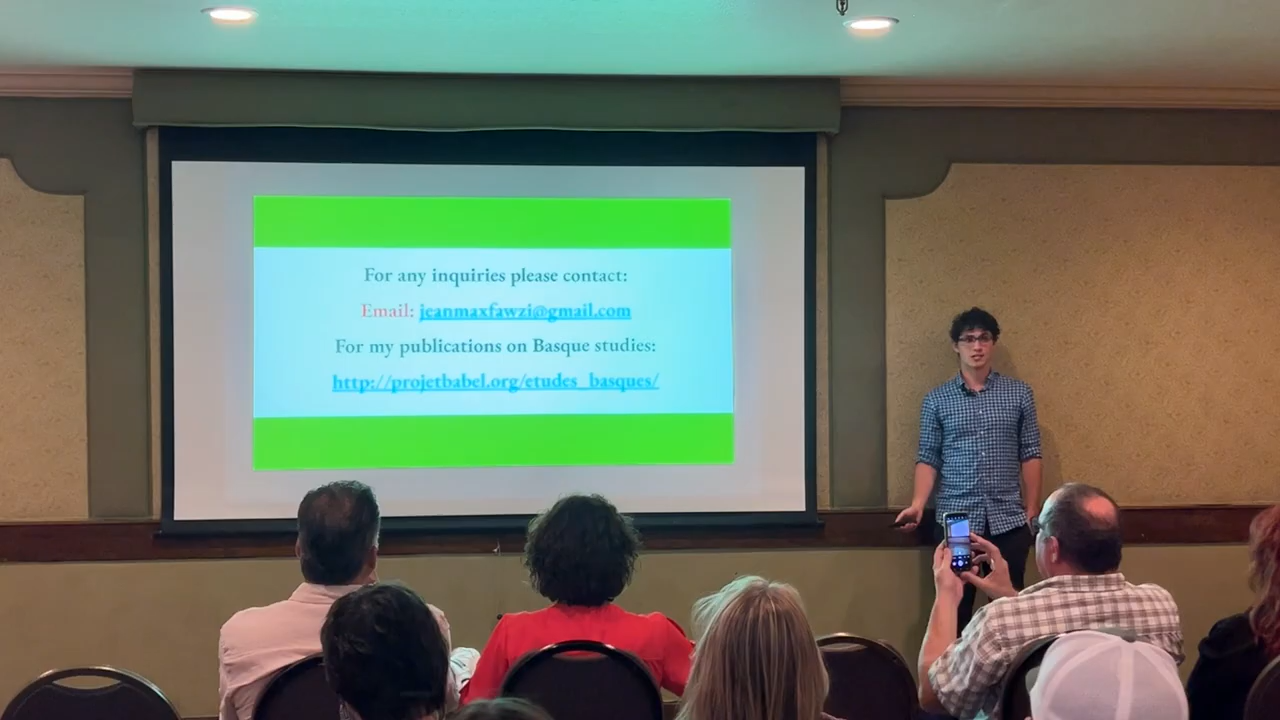 For any inquiries please contact:
Email: jeanmaxfawzi@gmail.com
For my publications on Basque studies:
http://projetbabel.org/etudes_basques/